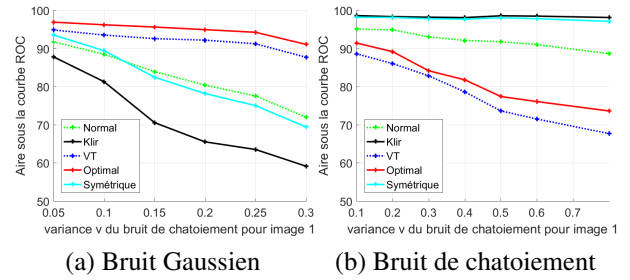 Aire sous la courbe ROC
100
90
80
70
60
50
Normal
Klir
VT
Optimal
Symétrique
0.05 0.1 0.15 0.2 0.25 0.3
variance v du bruit de chatoiement pour image 1
(a) Bruit Gaussien
Aire sous la courbe ROC
100
90
80
70
60
50
Normal
Klir
VT
Optimal
Symétrique
0.1 0.2 0.3 0.4 0.5 0.6 0.7
variance v du bruit de chatoiement pour image 1
(b) Bruit de chatoiement